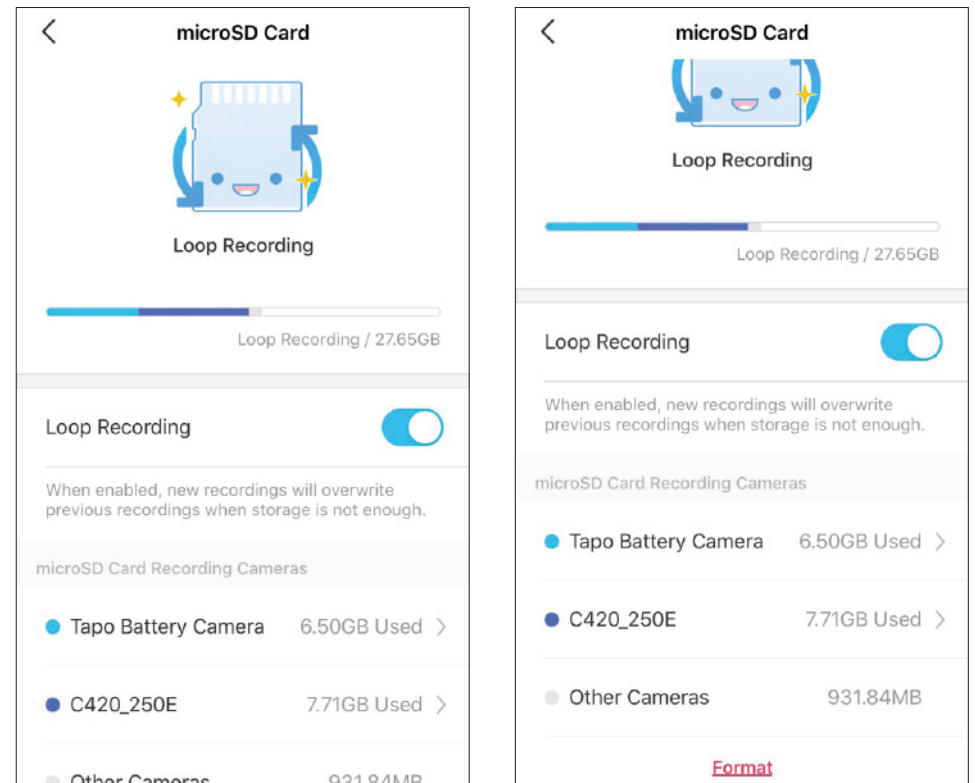 microSD Card
Loop Recording
Loop Recording / 27.65GB
Loop Recording
When enabled, new recordings will overwrite
previous recordings when storage is not enough.
microSD Card Recording Cameras
Tapo Battery Camera 6.50GB Used
C420_250E 7.71GB Used
Other Cameras 931.84MB
microSD Card
Loop Recording
Loop Recording / 27.65GB
Loop Recording
When enabled, new recordings will overwrite
previous recordings when storage is not enough.
microSD Card Recording Cameras
Tapo Battery Camera 6.50GB Used
C420_250E 7.71GB Used
Other Cameras 931.84MB
Format